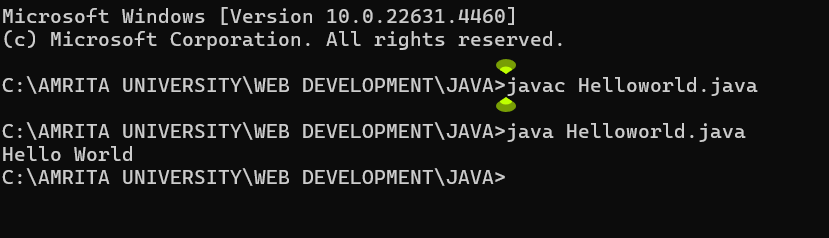 Microsoft Windows [Version 10.0.22631.4460]
(c) Microsoft Corporation. All rights reserved.
C:\AMRITA UNIVERSITY\WEB DEVELOPMENT\JAVA>javac Helloworld.java
C:\AMRITA UNIVERSITY\WEB DEVELOPMENT\JAVA>java Helloworld.java
Hello World
C:\AMRITA UNIVERSITY\WEB DEVELOPMENT\JAVA>